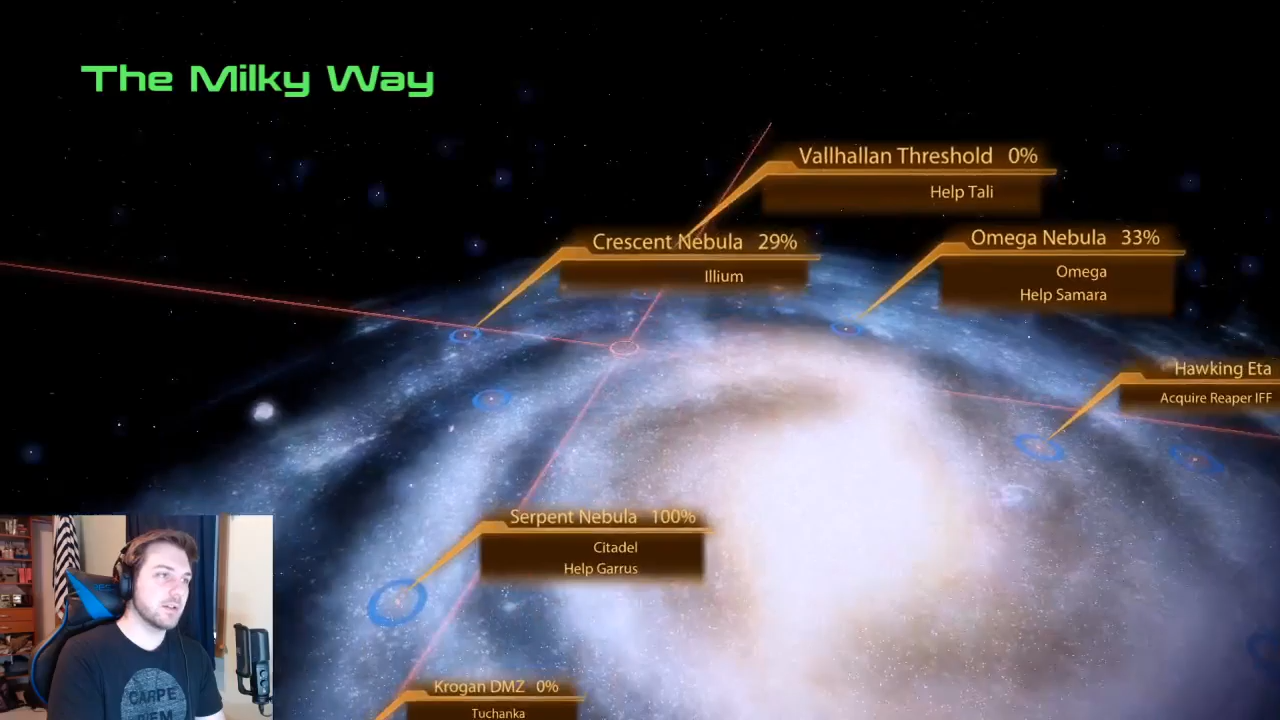 The Milky Way
Vallhallan Threshold 0%
Help Tali
Crescent Nebula 29%
Illium
Omega Nebula 33%
Omega
Help Samara
Hawking Eta
Acquire Reaper IFF
Serpent Nebula 100%
Citadel
Help Garrus
Krogan DMZ 0%
Tuchanka
CARPE